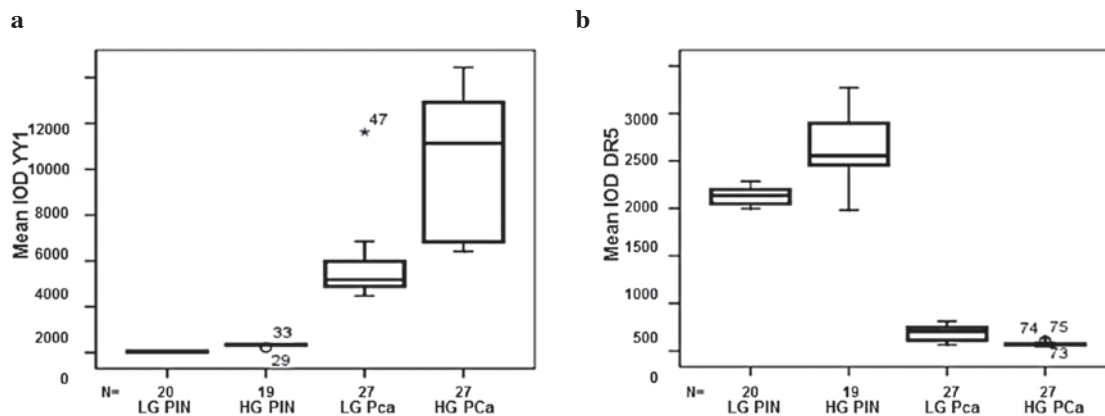 a
Mean IOD YY1
12000
10000
8000
6000
4000
2000
0
47
33
29
N= 20 19 27 27
LG PIN HG PIN LG Pca HG PCa
b
Mean IOD DR5
3000
2500
2000
1500
1000
500
0
74 75
73
N= 20 19 27 27
LG PIN HG PIN LG PCa HG PCa